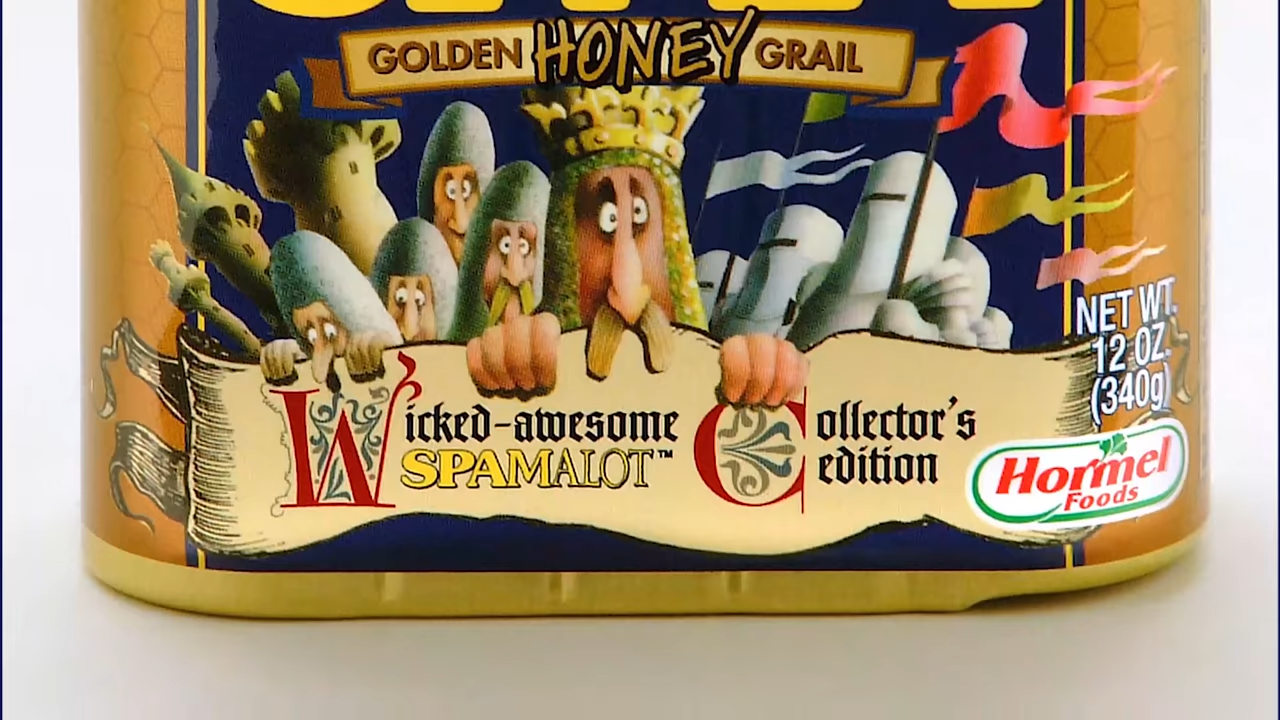 GOLDEN HONEY GRAIL
NET WT.
12 OZ.
(340g)
Wicked-awesome
SPAMALOT™
Collector's
edition
Hormel
Foods